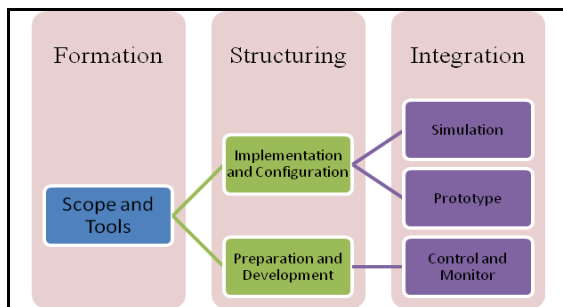 Formation
Structuring
Integration
Scope and
Tools
Implementation
and Configuration
Preparation and
Development
Simulation
Prototype
Control and
Monitor